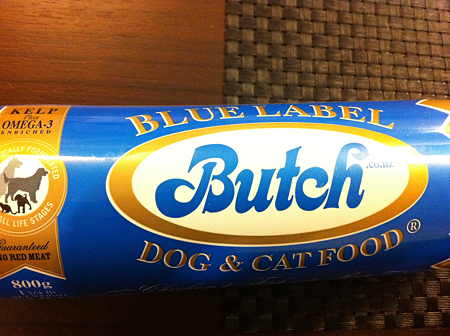 KELP
Plus
OMEGA-3
ENRICHED
ALL LIFE STAGES
Guaranteed
NO RED MEAT
800g
BLUE LABEL
Butch
.co.nz
DOG & CAT FOOD®